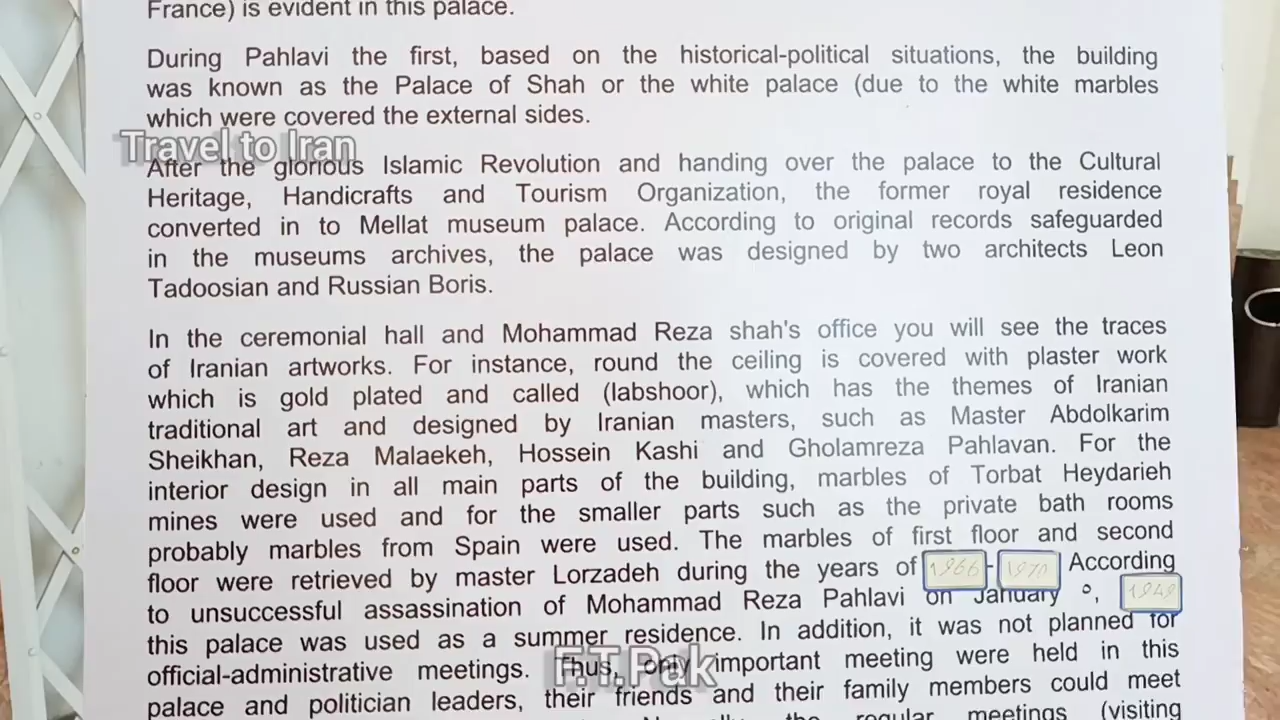 France) is evident in this palace.
During Pahlavi the first, based on the historical-political situations, the building
was known as the Palace of Shah or the white palace (due to the white marbles
which were covered the external sides.
Travel to Iran
After the glorious Islamic Revolution and handing over the palace to the Cultural
Heritage, Handicrafts and Tourism Organization, the former royal residence
converted in to Mellat museum palace. According to original records safeguarded
in the museums archives, the palace was designed by two architects Leon
Tadoosian and Russian Boris.
In the ceremonial hall and Mohammad Reza shah's office you will see the traces
of Iranian artworks. For instance, round the ceiling is covered with plaster work
which is gold plated and called (labshoor), which has the themes of Iranian
traditional art and designed by Iranian masters, such as Master Abdolkarim
Sheikhan, Reza Malaekeh, Hossein Kashi and Gholamreza Pahlavan. For the
interior design in all main parts of the building, marbles of Torbat Heydarieh
mines were used and for the smaller parts such as the private bath rooms
probably marbles from Spain were used. The marbles of first floor and second
floor were retrieved by master Lorzadeh during the years of 1966-1970 According
to unsuccessful assassination of Mohammad Reza Pahlavi on January °, 1949
this palace was used as a summer residence. In addition, it was not planned for
official-administrative meetings. Thus, only important meeting were held in this
F.T.Pak
palace and politician leaders, their friends and their family members could meet
the regular meetings (visiting